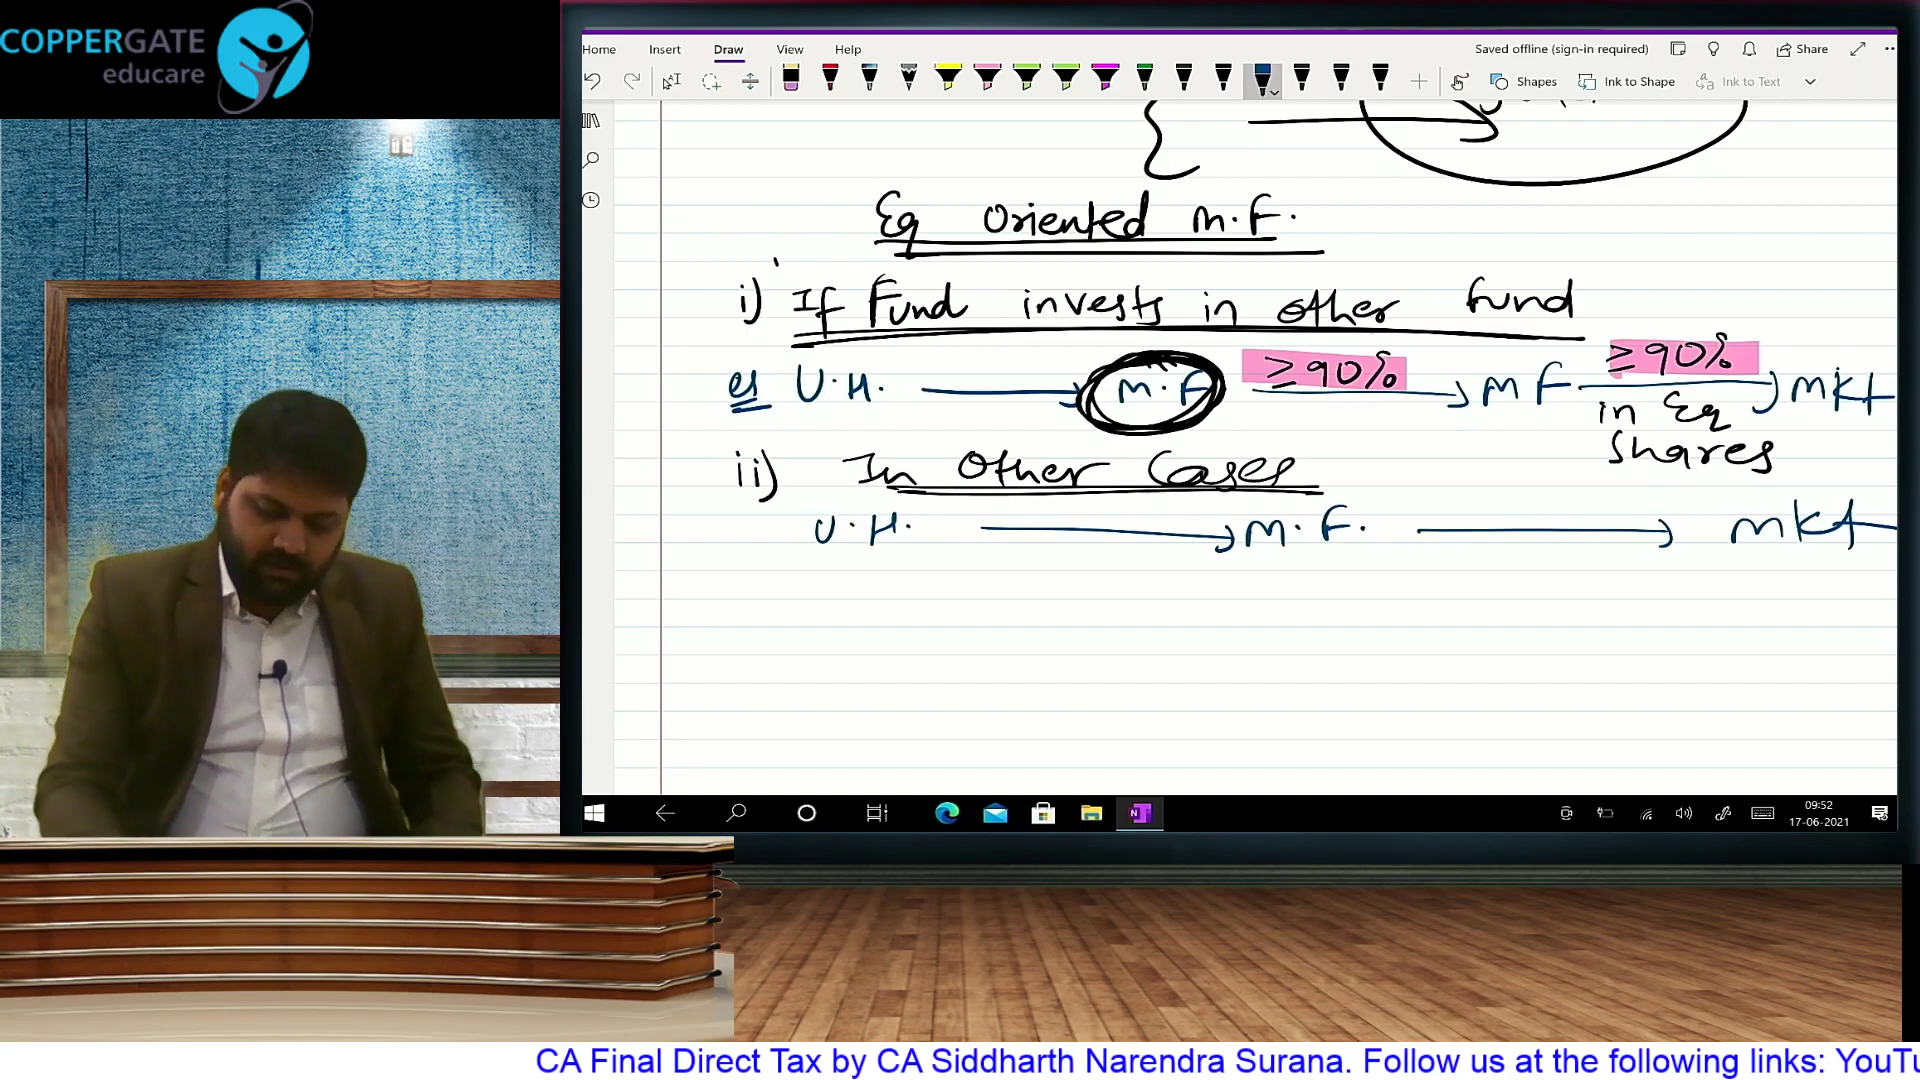 COPPERGATE
educare
Home Insert Draw View Help Saved offline (sign-in required) Share
Shapes Ink to Shape Ink to Text
Eq Oriented M.F.
i) If Fund invests in other fund
≥90% ≥90%
eg U.H. M.F MF Mkt
in Eq
Shares
ii) In Other Cases
U.H. M.F. Mkt
09:52
17-06-2021
CA Final Direct Tax by CA Siddharth Narendra Surana. Follow us at the following links: YouTu